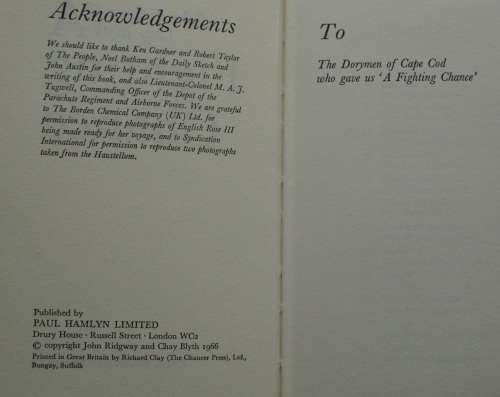 Acknowledgements
We should like to thank Ken Gardner and Robert Taylor
of The People, Noel Botham of the Daily Sketch and
John Austin for their help and encouragement in the
writing of this book, and also Lieutenant-Colonel M. A. J.
Tugwell, Commanding Officer of the Depot of the
Parachute Regiment and Airborne Forces. We are grateful
to The Borden Chemical Company (UK) Ltd. for
permission to reproduce photographs of English Rose III
being made ready for her voyage, and to Syndication
International for permission to reproduce two photographs
taken from the Haustellum.
Published by
PAUL HAMLYN LIMITED
Drury House · Russell Street · London WC2
© copyright John Ridgway and Chay Blyth 1966
Printed in Great Britain by Richard Clay (The Chaucer Press), Ltd.,
Bungay, Suffolk
To
The Dorymen of Cape Cod
who gave us 'A Fighting Chance'